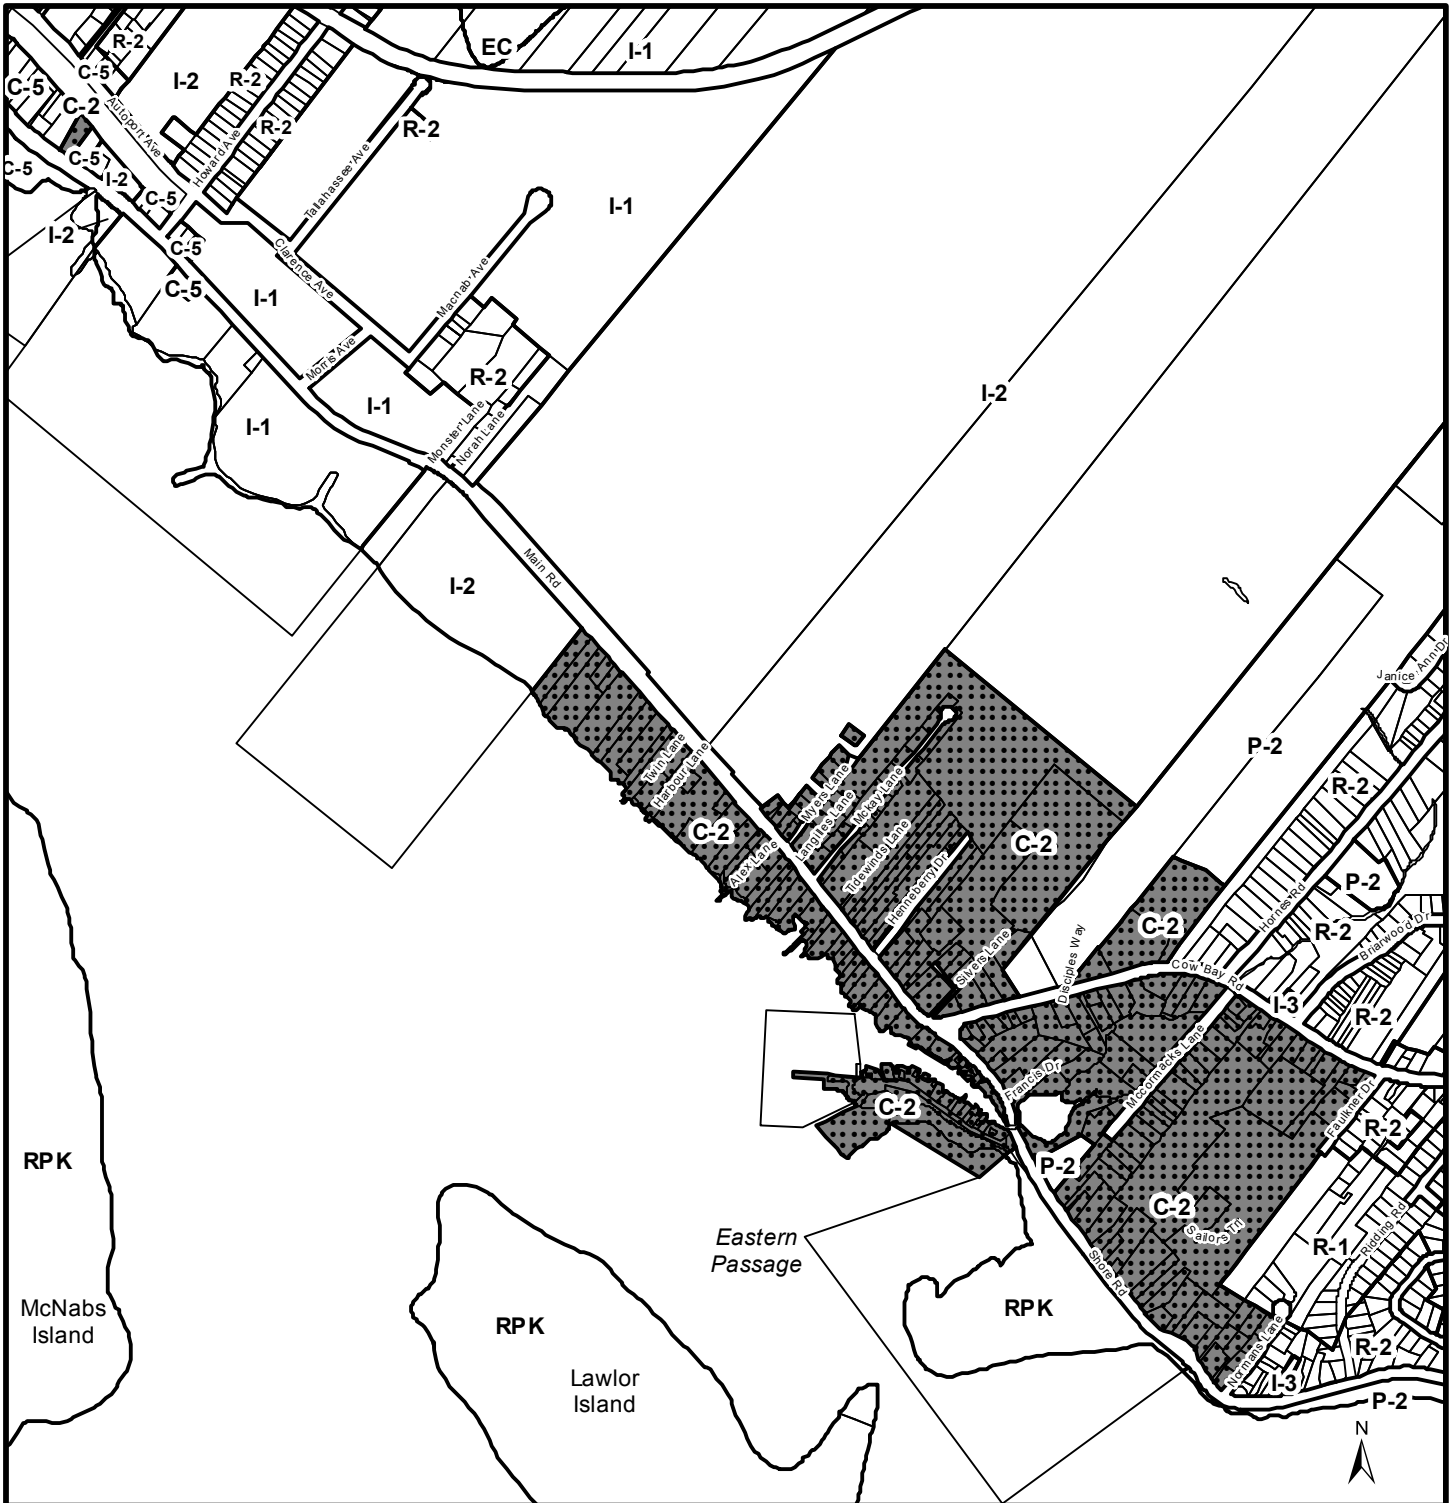 EC
I-1
R-2
C-5
I-2
R-2
C-5
C-2
Autoport Ave
R-2
R-2
Tallahassee Ave
Howard Ave
C-5
C-5
I-2
C-5
I-1
I-2
C-5
Clarence Ave
Macnab Ave
C-5
I-1
Morris Ave
R-2
I-2
I-1
I-1
Monster Lane
Norah Lane
Main Rd
I-2
Janice Ann Dr
P-2
Twin Lane
Harbour Lane
Myers Lane
Mckay Lane
R-2
Langilles Lane
C-2
C-2
Alex Lane
Tidewinds Lane
Henneberry Dr
P-2
Hornes Rd
C-2
R-2
Briarwood Dr
Silvers Lane
Disciples Way
Cow Bay Rd
I-3
R-2
Mccormacks Lane
Francis Dr
C-2
Faulkner Dr
R-2
RPK
P-2
C-2
Sailors Trl
Eastern
Passage
Ridding Rd
R-1
Shore Rd
McNabs
Island
RPK
RPK
Normans Lane
R-2
Lawlor
Island
I-3
P-2
N